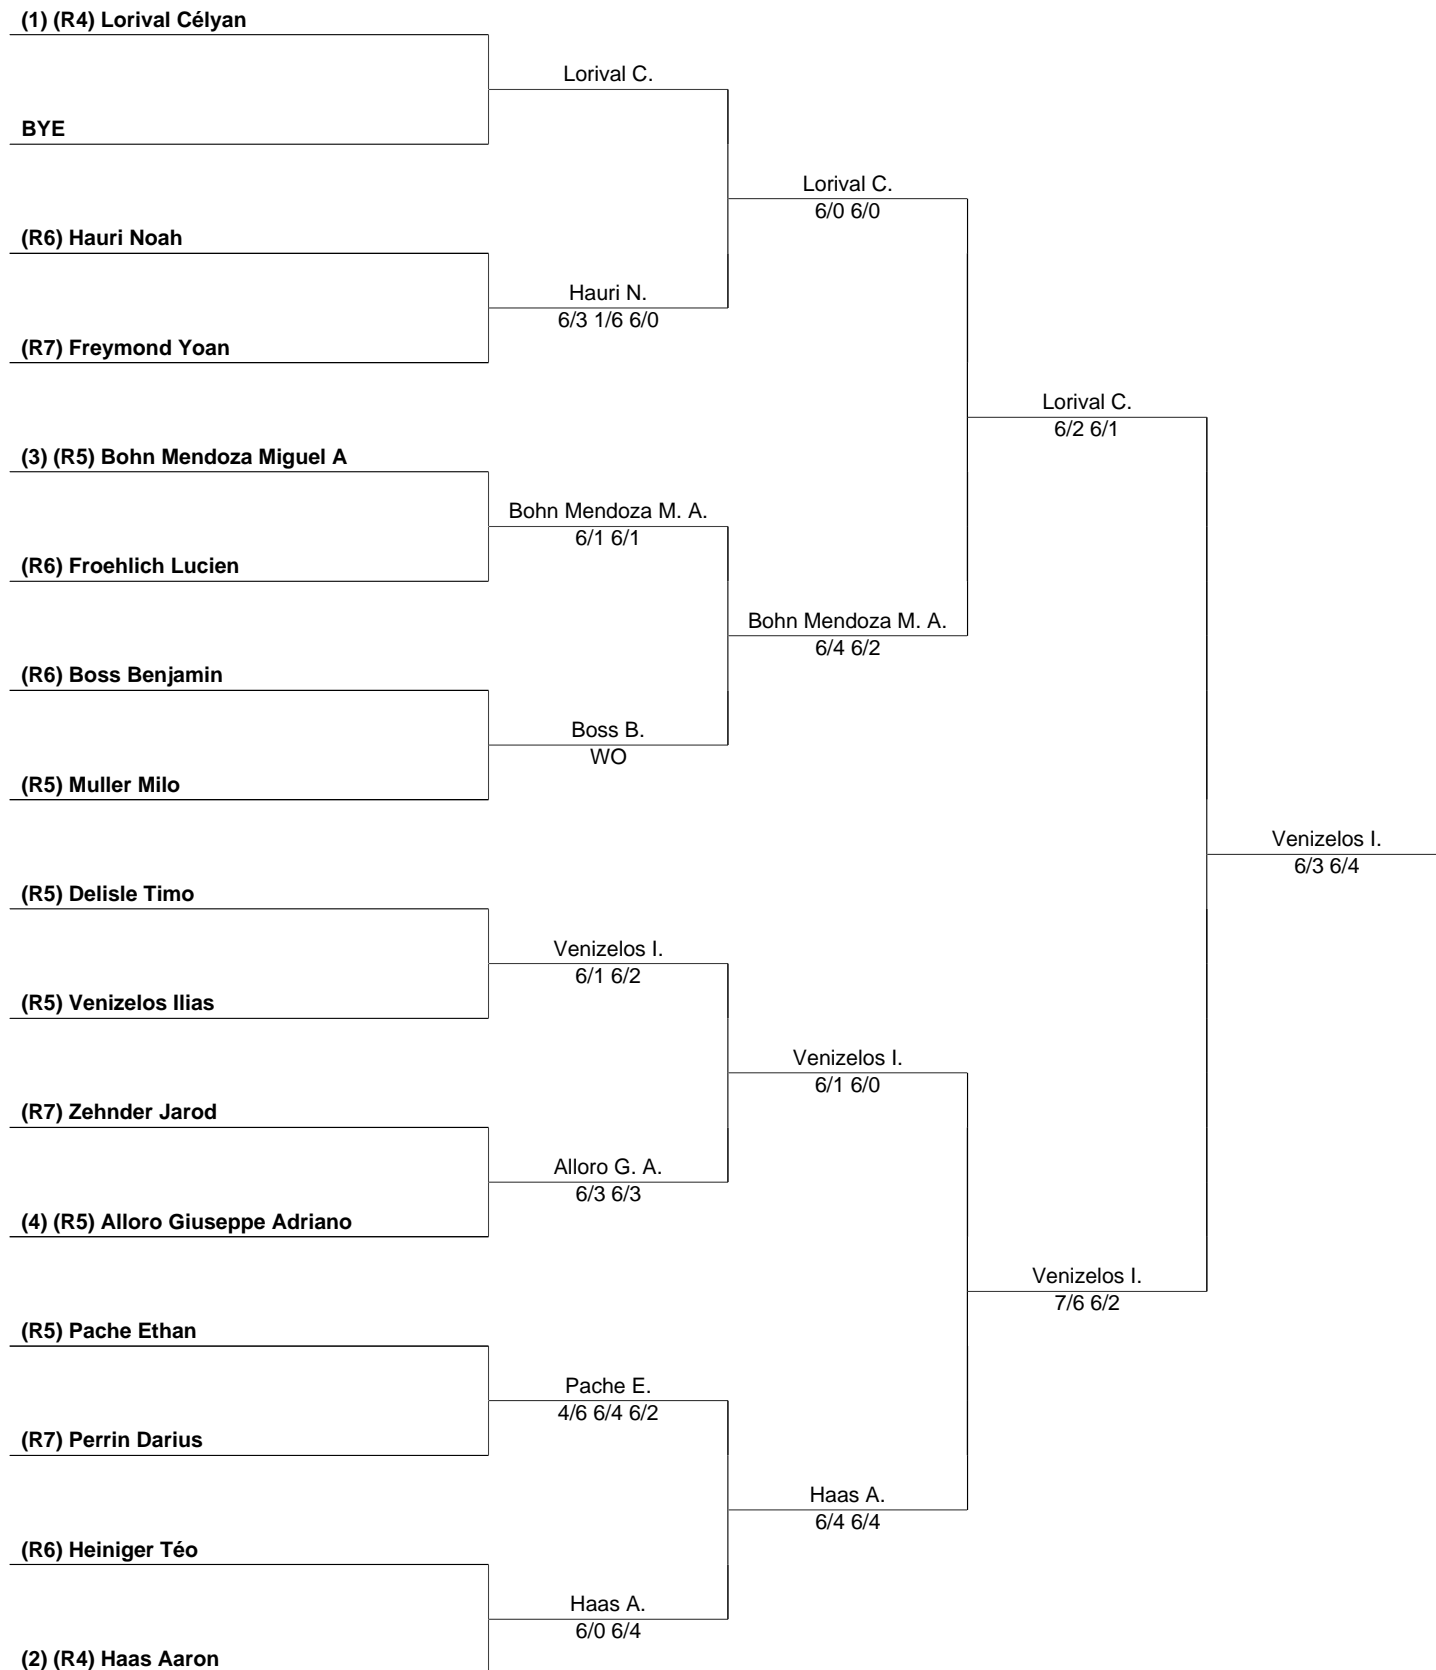 (1) (R4) Lorival Célyan
Lorival C.
BYE
Lorival C.
6/0 6/0
(R6) Hauri Noah
Hauri N.
6/3 1/6 6/0
(R7) Freymond Yoan
Lorival C.
6/2 6/1
(3) (R5) Bohn Mendoza Miguel A
Bohn Mendoza M. A.
6/1 6/1
(R6) Froehlich Lucien
Bohn Mendoza M. A.
6/4 6/2
(R6) Boss Benjamin
Boss B.
WO
(R5) Muller Milo
Venizelos I.
6/3 6/4
(R5) Delisle Timo
Venizelos I.
6/1 6/2
(R5) Venizelos Ilias
Venizelos I.
6/1 6/0
(R7) Zehnder Jarod
Alloro G. A.
6/3 6/3
(4) (R5) Alloro Giuseppe Adriano
Venizelos I.
7/6 6/2
(R5) Pache Ethan
Pache E.
4/6 6/4 6/2
(R7) Perrin Darius
Haas A.
6/4 6/4
(R6) Heiniger Téo
Haas A.
6/0 6/4
(2) (R4) Haas Aaron